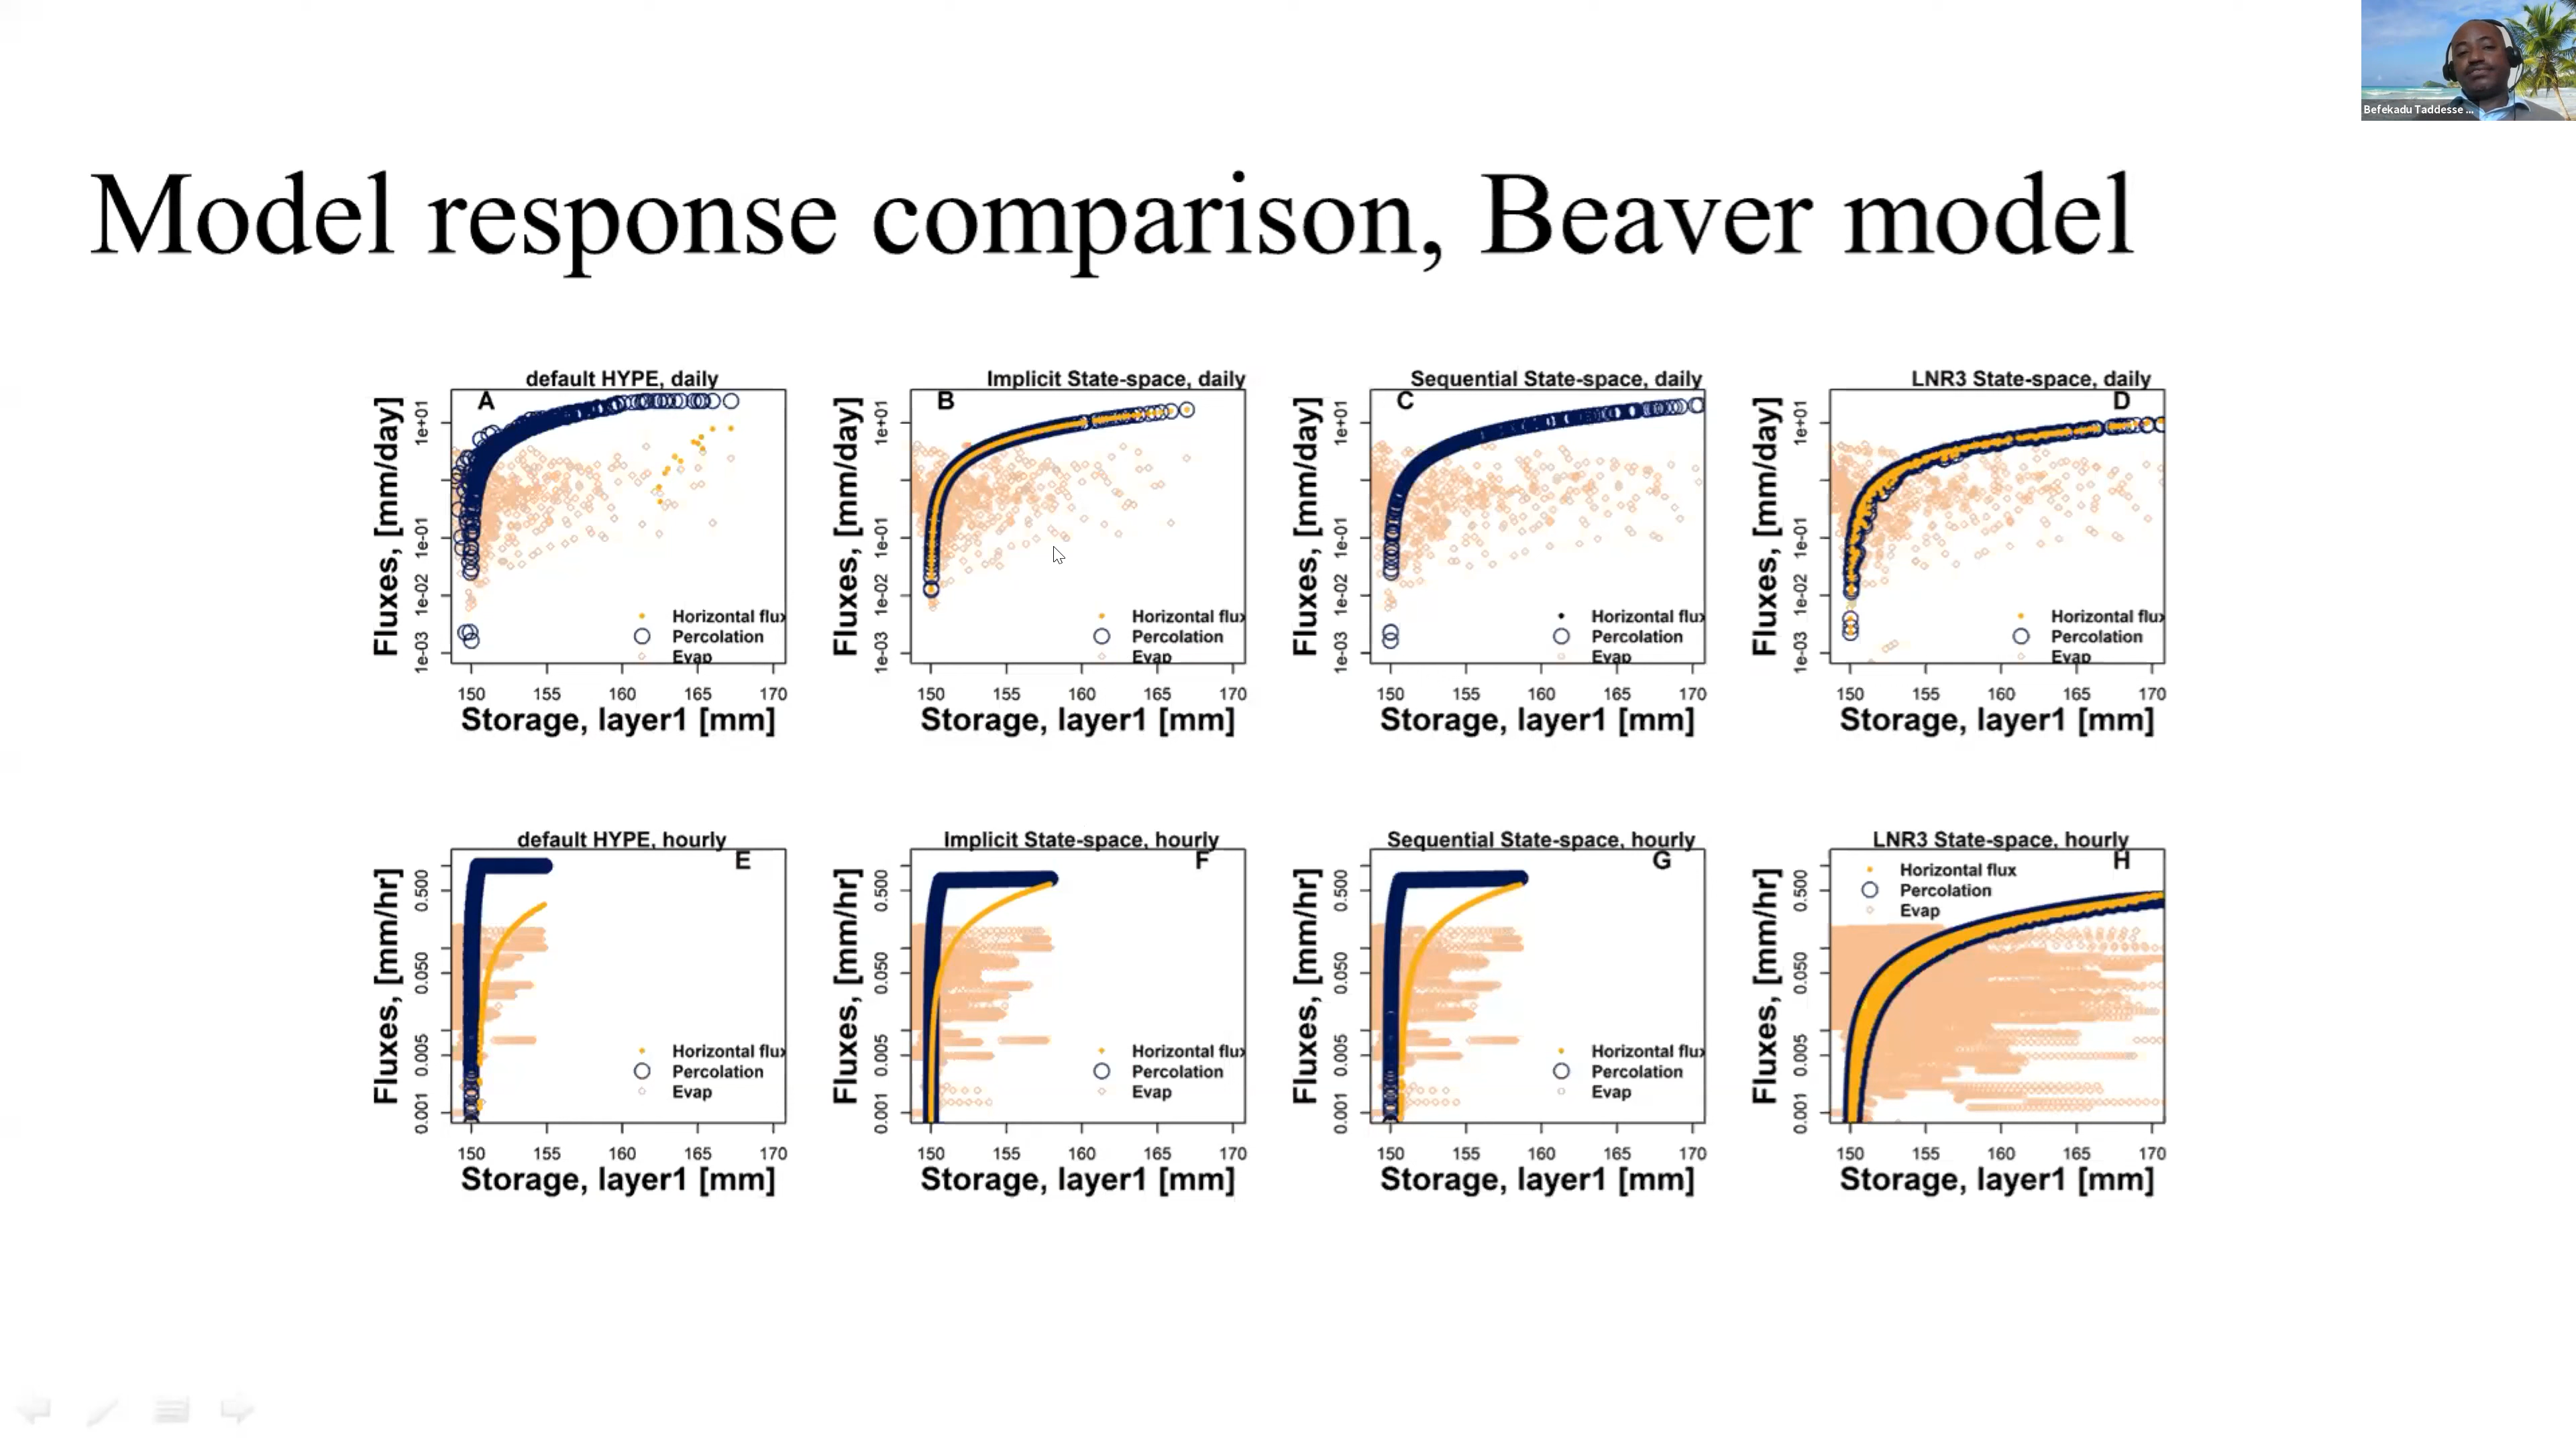 Befekadu Taddesse ...
Model response comparison, Beaver model
default HYPE, daily
A
Fluxes, [mm/day]
1e+01
1e-01
1e-02
1e-03
Horizontal flux
Percolation
Evap
150 155 160 165 170
Storage, layer1 [mm]
Implicit State-space, daily
B
Fluxes, [mm/day]
1e+01
1e-01
1e-02
1e-03
Horizontal flux
Percolation
Evap
150 155 160 165 170
Storage, layer1 [mm]
Sequential State-space, daily
C
Fluxes, [mm/day]
1e+01
1e-01
1e-02
1e-03
Horizontal flux
Percolation
Evap
150 155 160 165 170
Storage, layer1 [mm]
LNR3 State-space, daily
D
Fluxes, [mm/day]
1e+01
1e-01
1e-02
1e-03
Horizontal flux
Percolation
Evap
150 155 160 165 170
Storage, layer1 [mm]
default HYPE, hourly
E
Fluxes, [mm/hr]
0.500
0.050
0.005
0.001
Horizontal flux
Percolation
Evap
150 155 160 165 170
Storage, layer1 [mm]
Implicit State-space, hourly
F
Fluxes, [mm/hr]
0.500
0.050
0.005
0.001
Horizontal flux
Percolation
Evap
150 155 160 165 170
Storage, layer1 [mm]
Sequential State-space, hourly
G
Fluxes, [mm/hr]
0.500
0.050
0.005
0.001
Horizontal flux
Percolation
Evap
150 155 160 165 170
Storage, layer1 [mm]
LNR3 State-space, hourly
H
Fluxes, [mm/hr]
0.500
0.050
0.005
0.001
Horizontal flux
Percolation
Evap
150 155 160 165 170
Storage, layer1 [mm]